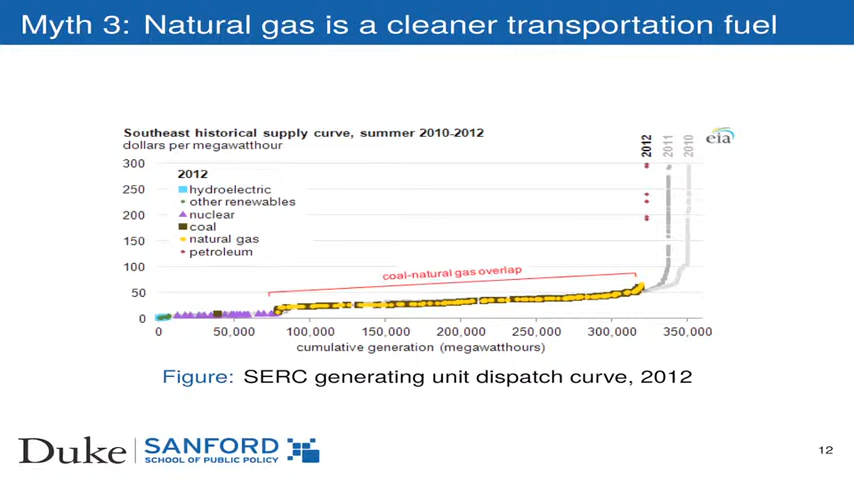 Myth 3: Natural gas is a cleaner transportation fuel
Southeast historical supply curve, summer 2010-2012
dollars per megawatthour
eia
2012
2011
2010
300
250
200
150
100
50
0
2012
hydroelectric
other renewables
nuclear
coal
natural gas
petroleum
coal-natural gas overlap
0 50,000 100,000 150,000 200,000 250,000 300,000 350,000
cumulative generation (megawatthours)
Figure: SERC generating unit dispatch curve, 2012
Duke SANFORD
SCHOOL OF PUBLIC POLICY
12